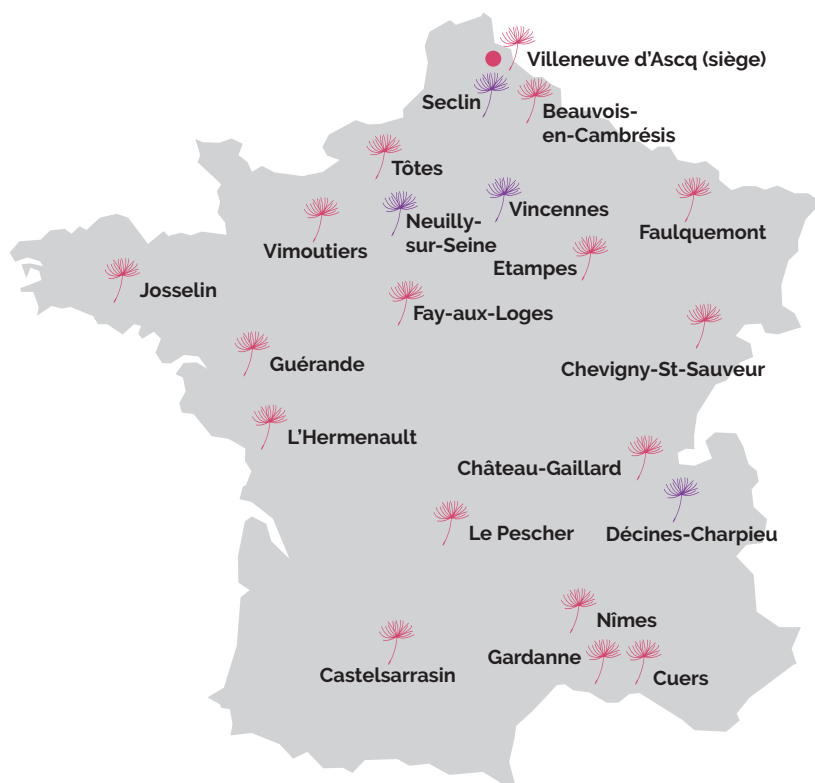 Villeneuve d'Ascq (siège)
Seclin
Beauvois-
en-Cambrésis
Tôtes
Vincennes
Neuilly-
sur-Seine
Faulquemont
Vimoutiers
Etampes
Josselin
Fay-aux-Loges
Guérande
Chevigny-St-Sauveur
L'Hermenault
Château-Gaillard
Le Pescher
Décines-Charpieu
Nîmes
Gardanne
Castelsarrasin
Cuers